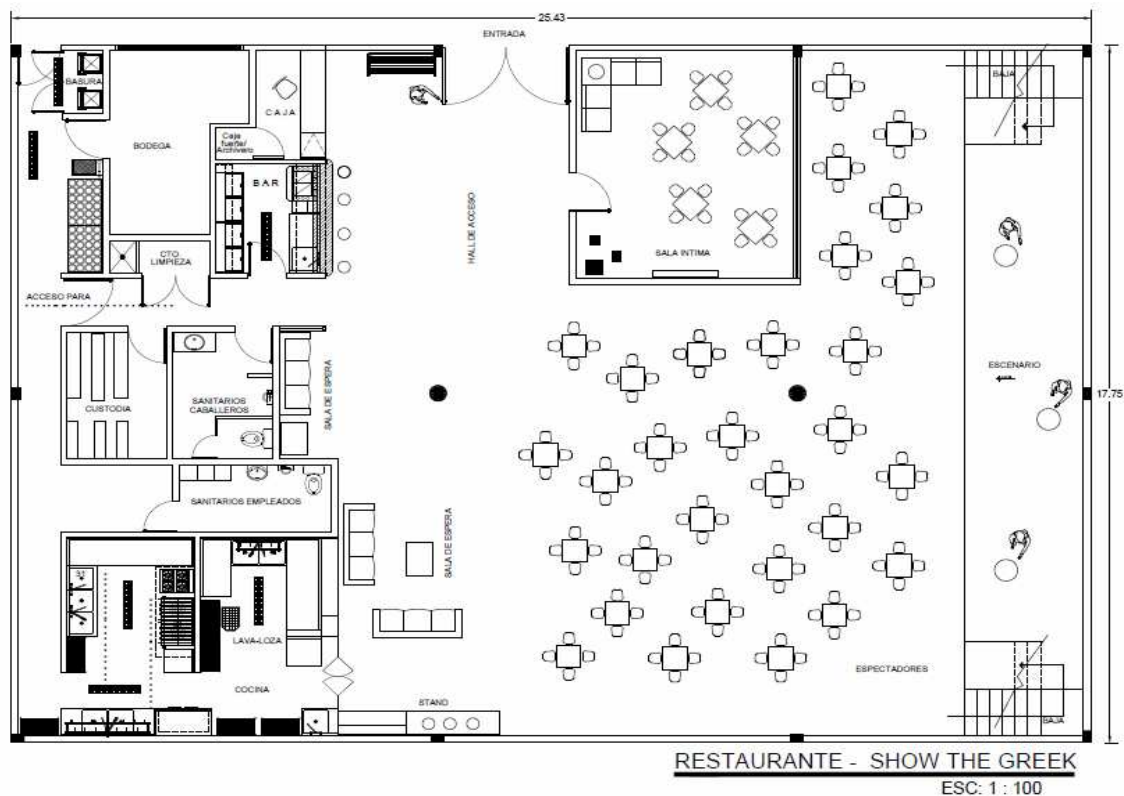 25.43
ENTRADA
BASURA
CAJA
BAJA
Caja
fuerte/
Archivero
BODEGA
BAR
HALL DE ACCESO
SALA INTIMA
CTO
LIMPIEZA
ACCESO PARA
ESCENARIO
17.75
SALA DE ESPERA
SANITARIOS
CABALLEROS
CUSTODIA
SANITARIOS EMPLEADOS
SALA DE ESPERA
LAVA-LOZA
COCINA
ESPECTADORES
STAND
BAJA
RESTAURANTE - SHOW THE GREEK
ESC: 1 : 100